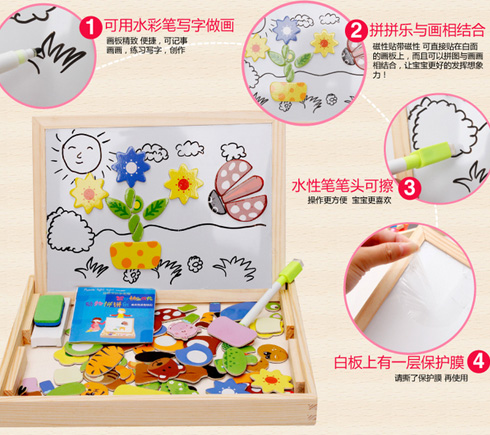 1 可用水彩笔写字做画
画板精致 便捷，可记事
画画，练习写字，创作
2 拼拼乐与画相结合
磁性贴带磁性 可直接贴在白面
的画板上，而且可以拼图与画画
相结合，让宝宝更好的发挥想象
力！
水性笔笔头可擦 3
操作更方便 宝宝更喜欢
白板上有一层保护膜 4
请撕了保护膜 再使用